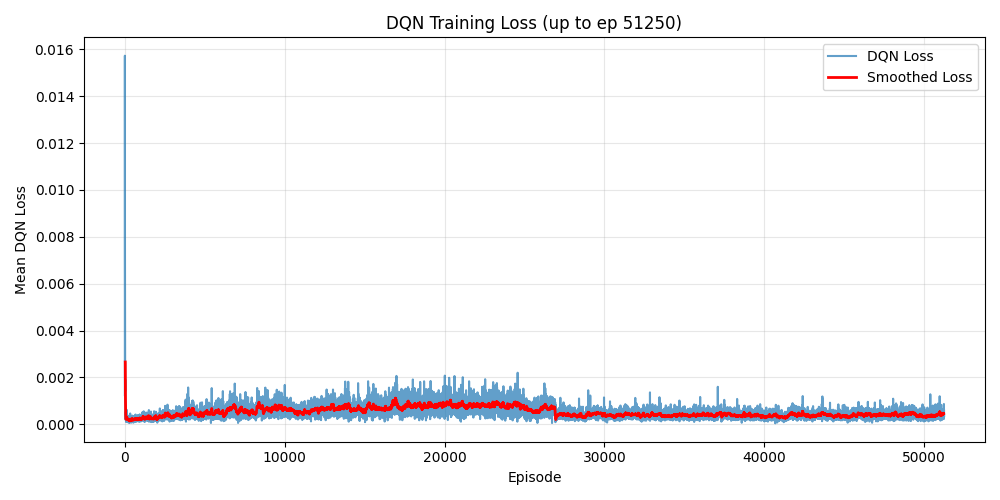 DQN Training Loss (up to ep 51250)
DQN Loss
Smoothed Loss
Mean DQN Loss
0.016
0.014
0.012
0.010
0.008
0.006
0.004
0.002
0.000
0 10000 20000 30000 40000 50000
Episode